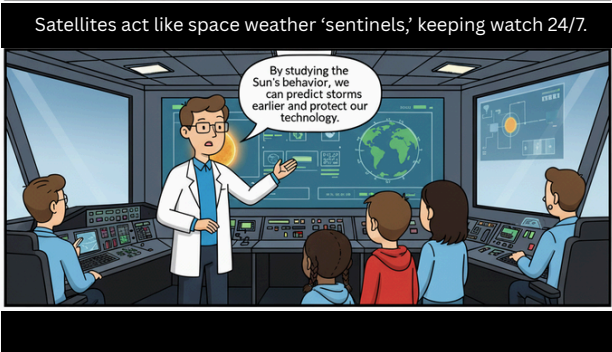 Satellites act like space weather ‘sentinels,’ keeping watch 24/7.
By studying the
Sun's behavior, we
can predict storms
earlier and protect our
technology.